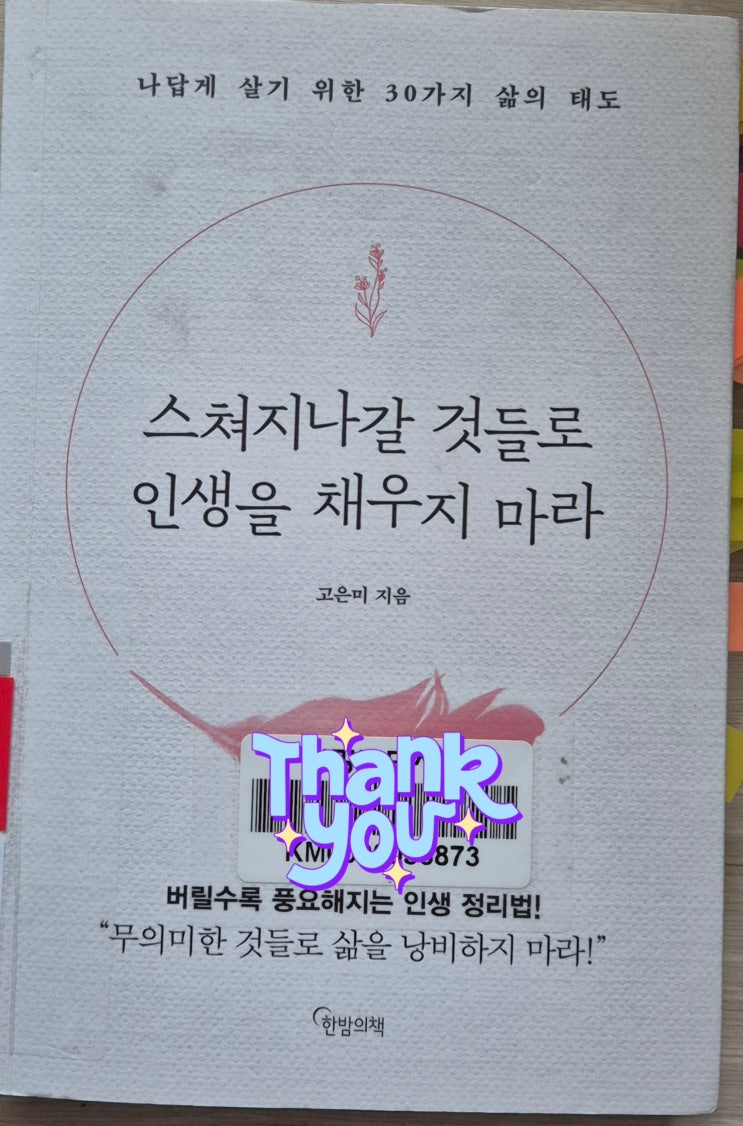 나답게 살기 위한 30가지 삶의 태도
스쳐지나갈 것들로
인생을 채우지 마라
고은미 지음
Thank
you
873
버릴수록 풍요해지는 인생 정리법!
“무의미한 것들로 삶을 낭비하지 마라!”
한밤의책